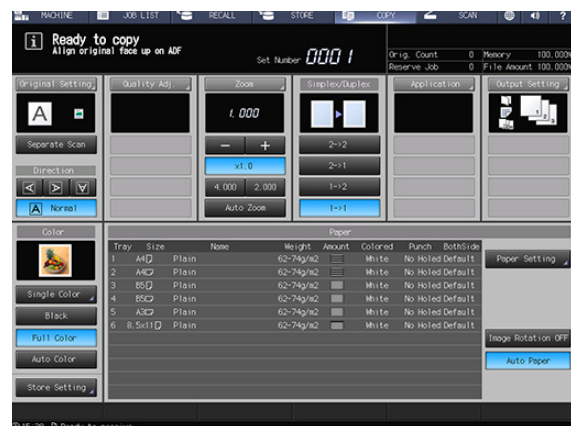 MACHINE JOB LIST RECALL STORE COPY SCAN ?
i Ready to copy
Align original face up on ADF
Set Number 0001
Orig. Count 0 Memory 100.000%
Reserve Job 0 File Amount 100.000%
Original Setting Quality Adj. Zoom Simplex/Duplex Application Output Setting
A 1.000 1 2 3
Separate Scan − + 2->2
Direction x1.0 2->1
A A A 4.000 2.000 1->2
A Normal Auto Zoom 1->1
Color Paper
Tray Size Name Weight Amount Colored Punch BothSide
1 A4 Plain 62-74g/m2 White No Holed Default Paper Setting
2 A4 Plain 62-74g/m2 White No Holed Default
3 B5 Plain 62-74g/m2 White No Holed Default
Single Color 4 B5 Plain 62-74g/m2 White No Holed Default
5 A3 Plain 62-74g/m2 White No Holed Default
Black 6 8.5x11 Plain 62-74g/m2 White No Holed Default
Full Color Image Rotation OFF
Auto Color Auto Paper
Store Setting